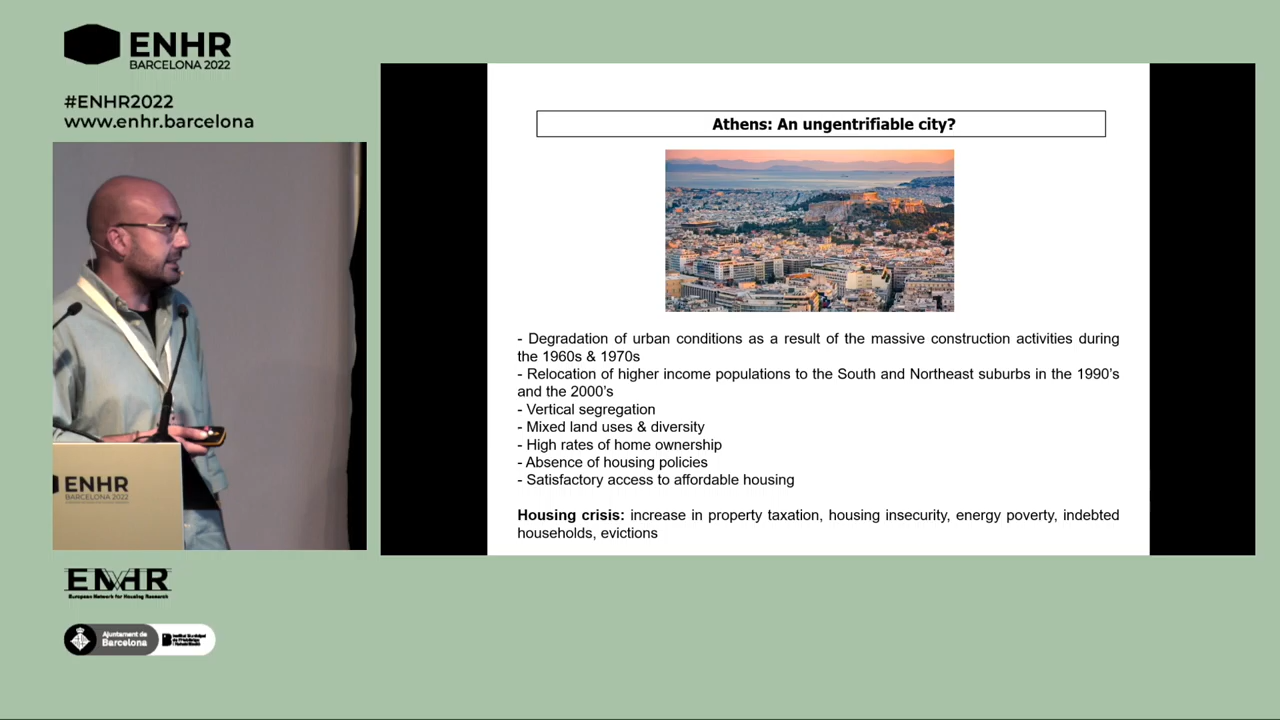 ENHR
BARCELONA 2022
#ENHR2022
www.enhr.barcelona
Athens: An ungentrifiable city?
- Degradation of urban conditions as a result of the massive construction activities during
the 1960s & 1970s
- Relocation of higher income populations to the South and Northeast suburbs in the 1990's
and the 2000's
- Vertical segregation
- Mixed land uses & diversity
- High rates of home ownership
- Absence of housing policies
- Satisfactory access to affordable housing
Housing crisis: increase in property taxation, housing insecurity, energy poverty, indebted
households, evictions
ENHR
BARCELONA 2022
ENHR
European Network for Housing Research
Ajuntament de
Barcelona